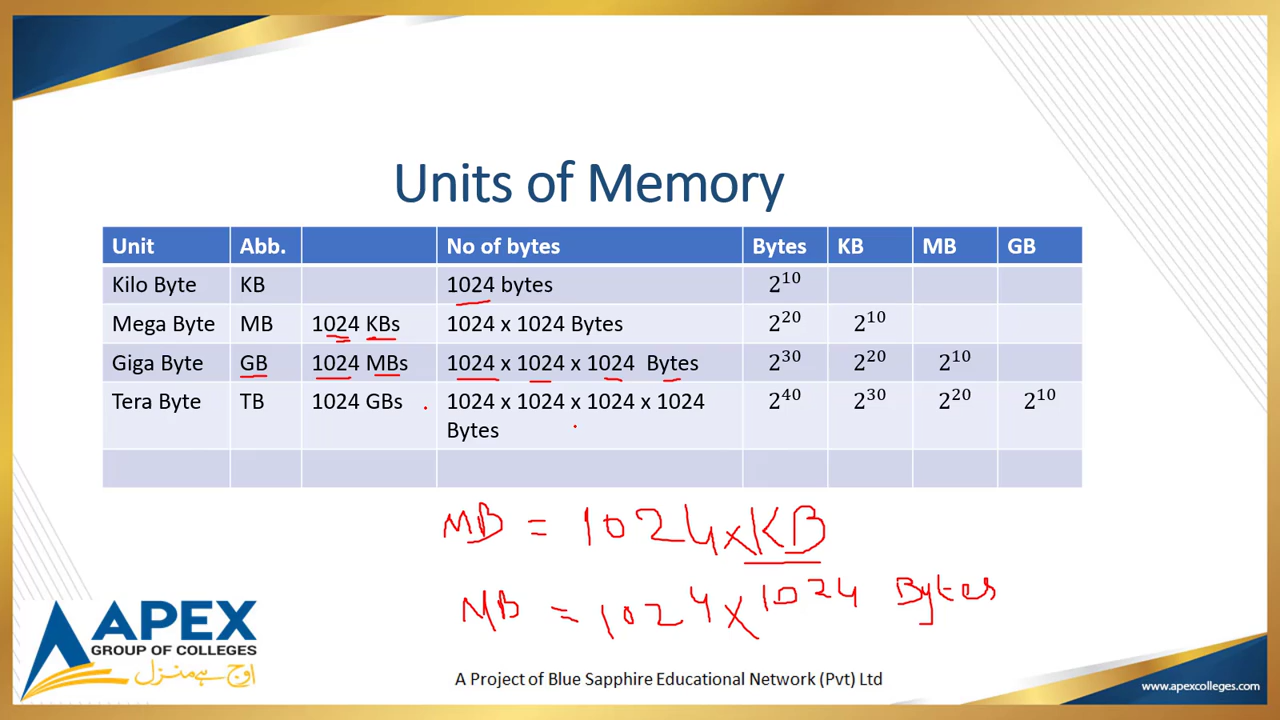 Units of Memory
Unit Abb. No of bytes Bytes KB MB GB
Kilo Byte KB 1024 bytes 2^10
Mega Byte MB 1024 KBs 1024 x 1024 Bytes 2^20 2^10
Giga Byte GB 1024 MBs 1024 x 1024 x 1024 Bytes 2^30 2^20 2^10
Tera Byte TB 1024 GBs 1024 x 1024 x 1024 x 1024 2^40 2^30 2^20 2^10
Bytes
MB = 1024 x KB
MB = 1024 x 1024 Bytes
APEX
GROUP OF COLLEGES
اوج ہے منزل
A Project of Blue Sapphire Educational Network (Pvt) Ltd
www.apexcolleges.com